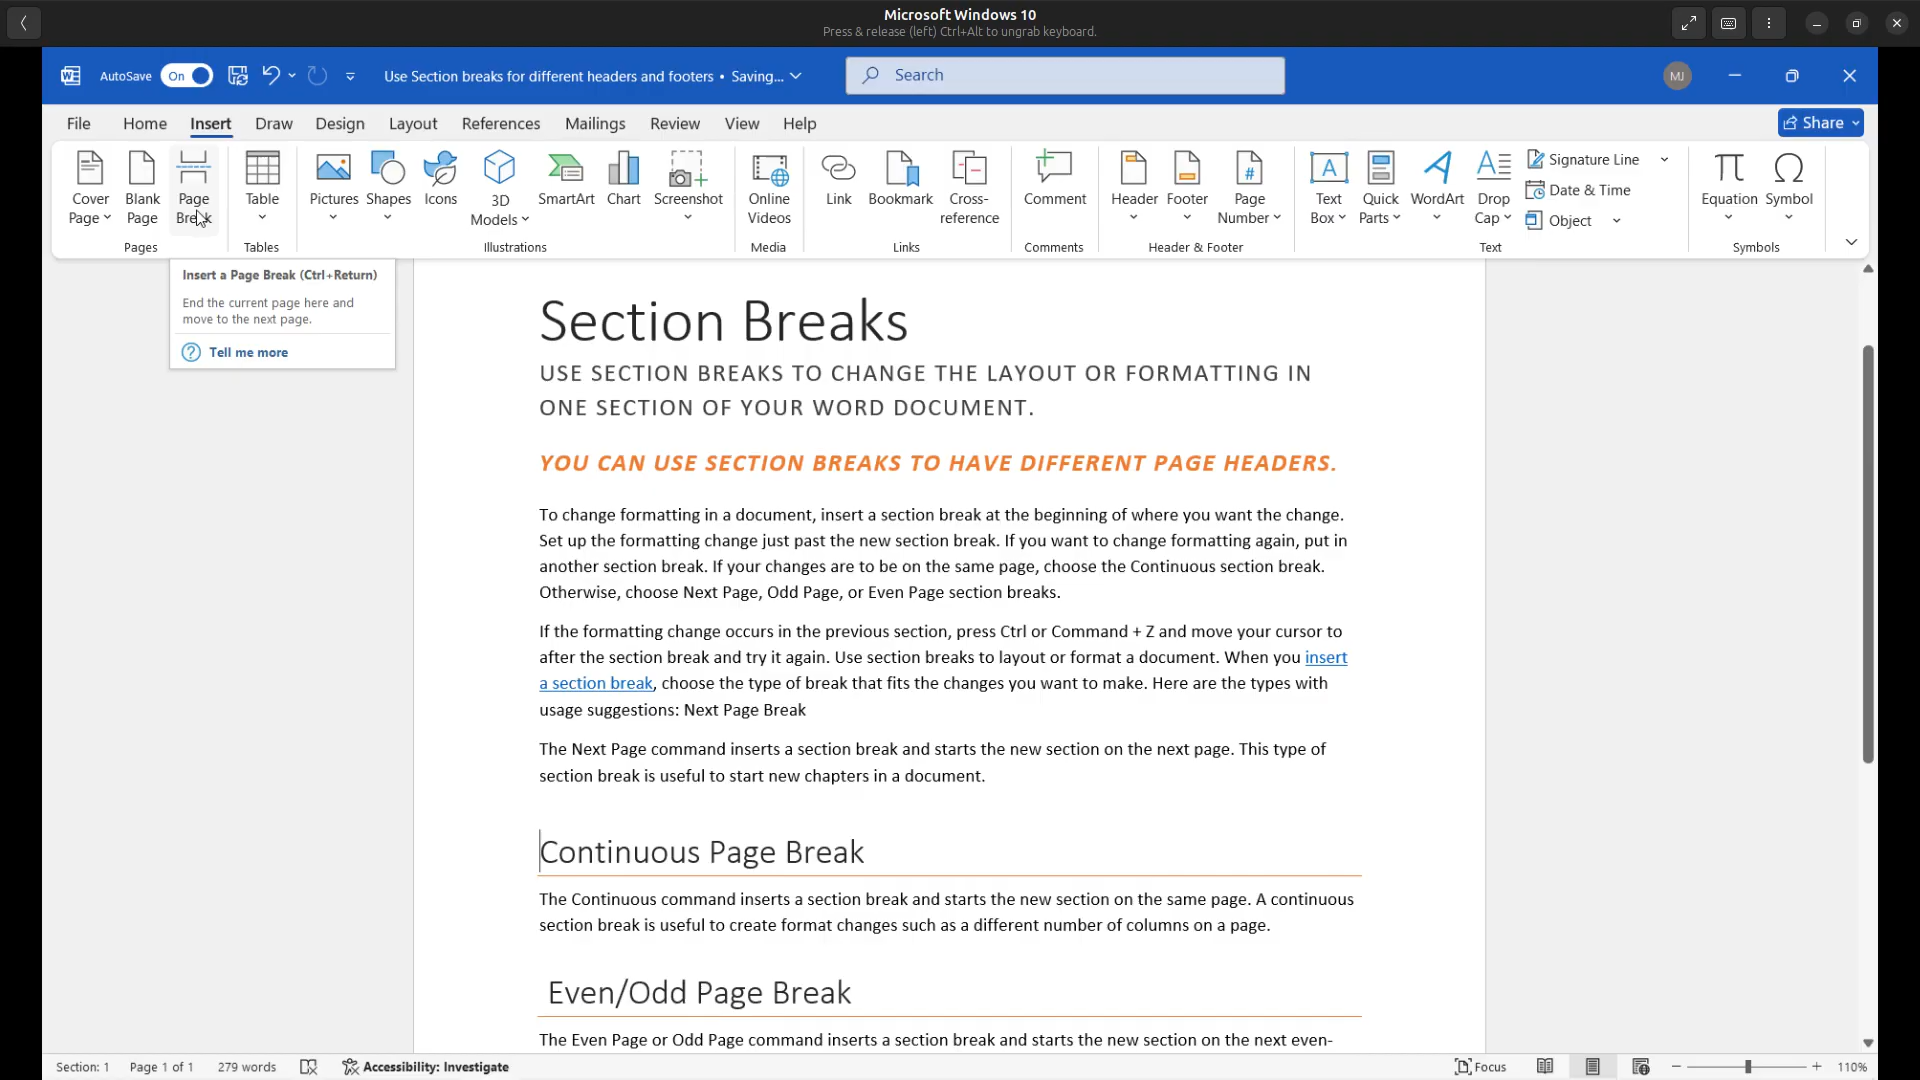 Microsoft Windows 10
Press & release (left) Ctrl+Alt to ungrab keyboard.
AutoSave On Use Section breaks for different headers and footers • Saving... Search MJ
File Home Insert Draw Design Layout References Mailings Review View Help Share
Cover Page
Blank Page
Page Break
Pages
Table
Tables
Pictures
Shapes
Icons
3D Models
SmartArt
Chart
Screenshot
Illustrations
Online Videos
Media
Link
Bookmark
Cross-reference
Links
Comment
Comments
Header
Footer
Page Number
Header & Footer
Text Box
Quick Parts
WordArt
Drop Cap
Signature Line
Date & Time
Object
Text
Equation
Symbol
Symbols
Insert a Page Break (Ctrl+Return)
End the current page here and
move to the next page.
Tell me more
Section Breaks
USE SECTION BREAKS TO CHANGE THE LAYOUT OR FORMATTING IN
ONE SECTION OF YOUR WORD DOCUMENT.
YOU CAN USE SECTION BREAKS TO HAVE DIFFERENT PAGE HEADERS.
To change formatting in a document, insert a section break at the beginning of where you want the change.
Set up the formatting change just past the new section break. If you want to change formatting again, put in
another section break. If your changes are to be on the same page, choose the Continuous section break.
Otherwise, choose Next Page, Odd Page, or Even Page section breaks.
If the formatting change occurs in the previous section, press Ctrl or Command + Z and move your cursor to
after the section break and try it again. Use section breaks to layout or format a document. When you insert
a section break, choose the type of break that fits the changes you want to make. Here are the types with
usage suggestions: Next Page Break
The Next Page command inserts a section break and starts the new section on the next page. This type of
section break is useful to start new chapters in a document.
Continuous Page Break
The Continuous command inserts a section break and starts the new section on the same page. A continuous
section break is useful to create format changes such as a different number of columns on a page.
Even/Odd Page Break
The Even Page or Odd Page command inserts a section break and starts the new section on the next even-
Section: 1 Page 1 of 1 279 words Accessibility: Investigate Focus 110%